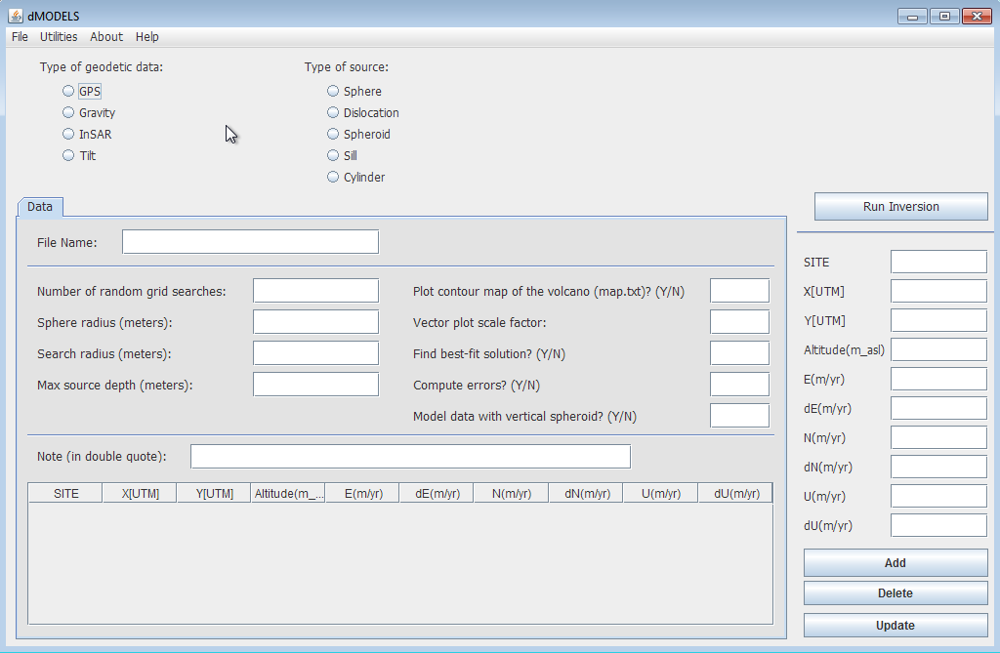 dMODELS
File Utilities About Help
Type of geodetic data:
GPS
Gravity
InSAR
Tilt
Type of source:
Sphere
Dislocation
Spheroid
Sill
Cylinder
Data
File Name:
Number of random grid searches:
Sphere radius (meters):
Search radius (meters):
Max source depth (meters):
Plot contour map of the volcano (map.txt)? (Y/N)
Vector plot scale factor:
Find best-fit solution? (Y/N)
Compute errors? (Y/N)
Model data with vertical spheroid? (Y/N)
Note (in double quote):
SITE X[UTM] Y[UTM] Altitude(m_... E(m/yr) dE(m/yr) N(m/yr) dN(m/yr) U(m/yr) dU(m/yr)
Run Inversion
SITE
X[UTM]
Y[UTM]
Altitude(m_asl)
E(m/yr)
dE(m/yr)
N(m/yr)
dN(m/yr)
U(m/yr)
dU(m/yr)
Add
Delete
Update